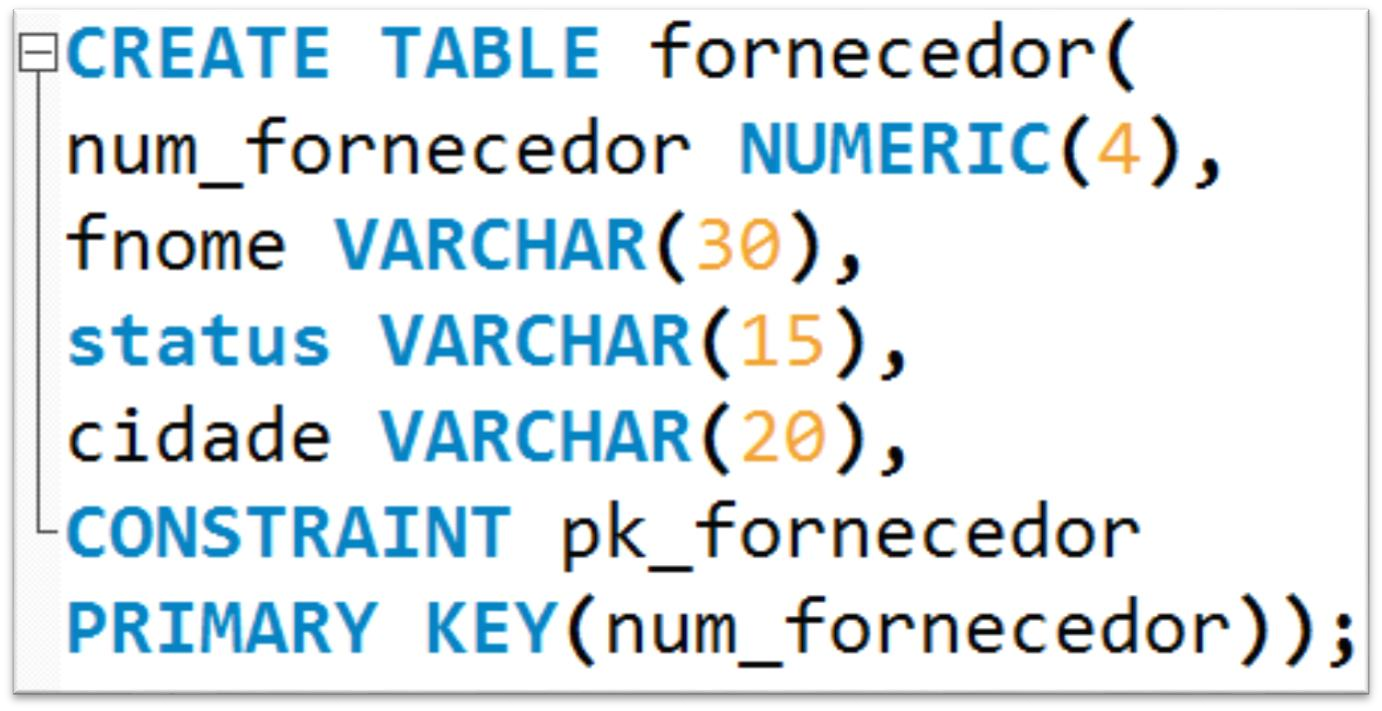 CREATE TABLE fornecedor(
num_fornecedor NUMERIC(4),
fnome VARCHAR(30),
status VARCHAR(15),
cidade VARCHAR(20),
CONSTRAINT pk_fornecedor
PRIMARY KEY(num_fornecedor));